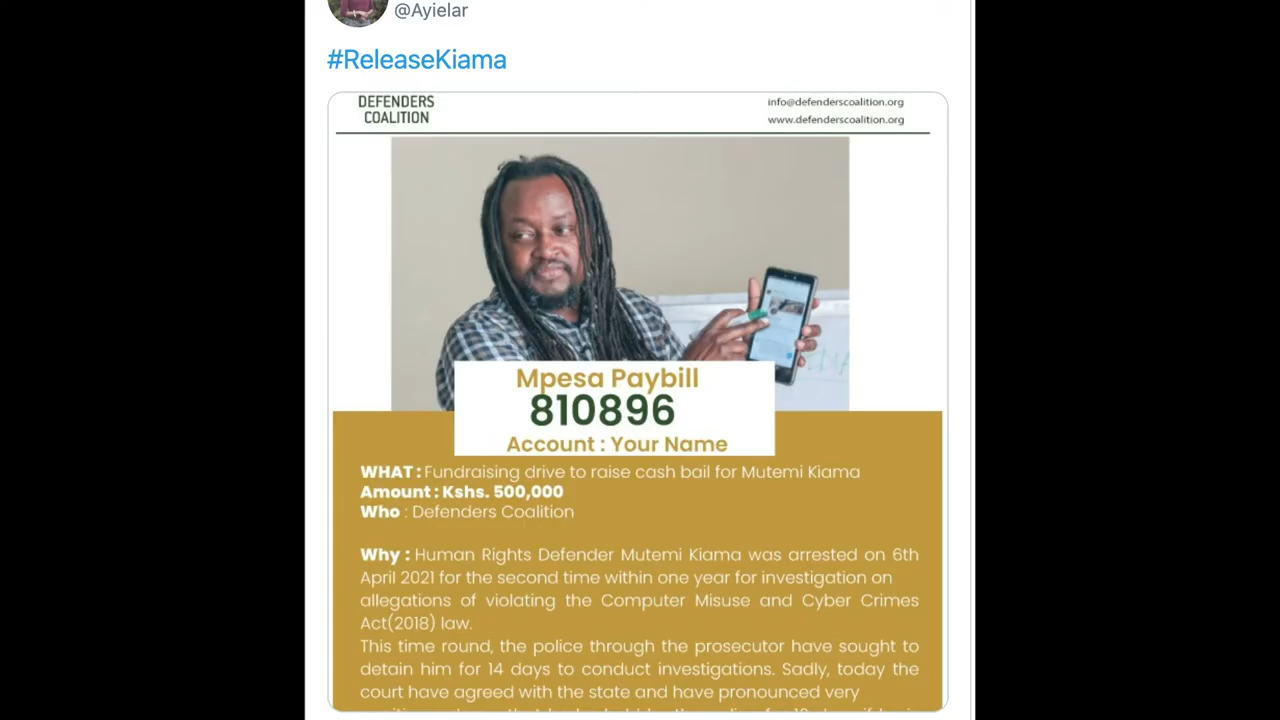 @Ayielar
#ReleaseKiama
DEFENDERS
COALITION
info@defenderscoalition.org
www.defenderscoalition.org
Mpesa Paybill
810896
Account : Your Name
WHAT : Fundraising drive to raise cash bail for Mutemi Kiama
Amount : Kshs. 500,000
Who : Defenders Coalition
Why : Human Rights Defender Mutemi Kiama was arrested on 6th
April 2021 for the second time within one year for investigation on
allegations of violating the Computer Misuse and Cyber Crimes
Act(2018) law.
This time round, the police through the prosecutor have sought to
detain him for 14 days to conduct investigations. Sadly, today the
court have agreed with the state and have pronounced very